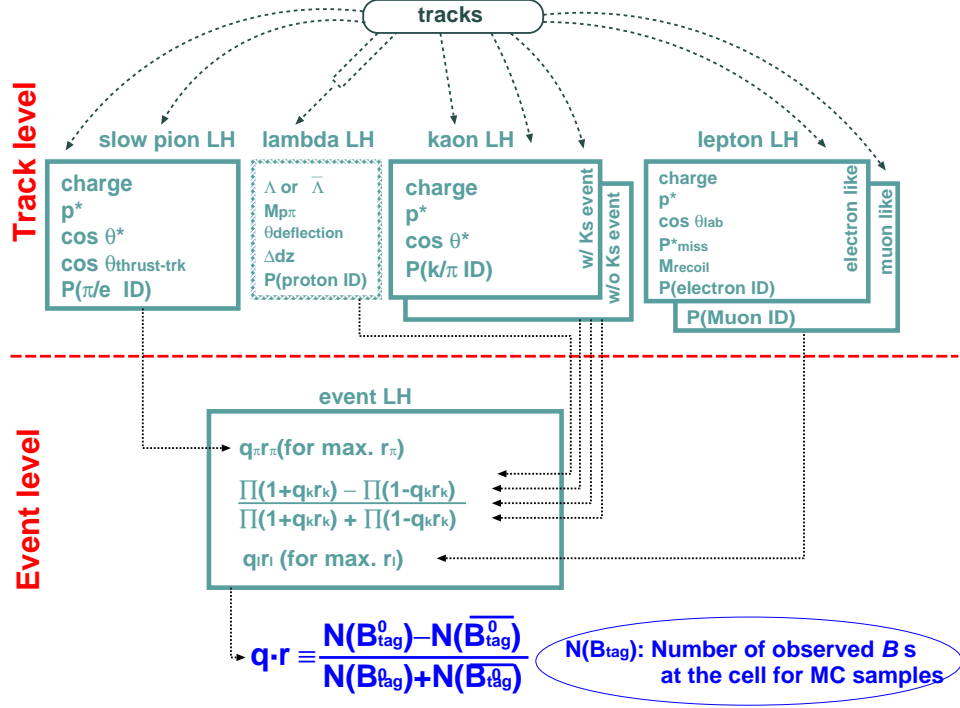 tracks
Track level
slow pion LH
lambda LH
kaon LH
lepton LH
charge
p*
cos θ*
cos θthrust-trk
P(π/e ID)
Λ or Λ̅
Mpπ
θdeflection
Δdz
P(proton ID)
charge
p*
cos θ*
P(k/π ID)
w/ Ks event
w/o Ks event
charge
p*
cos θlab
P*miss
Mrecoil
P(electron ID)
electron like
muon like
P(Muon ID)
Event level
event LH
qπrπ(for max. rπ)
∏(1+qkrk) − ∏(1-qkrk)
∏(1+qkrk) + ∏(1-qkrk)
qlrl (for max. rl)
q·r ≡ N(B⁰tag)−N(B̅⁰tag)
N(B⁰tag)+N(B̅⁰tag)
N(Btag): Number of observed B s
at the cell for MC samples